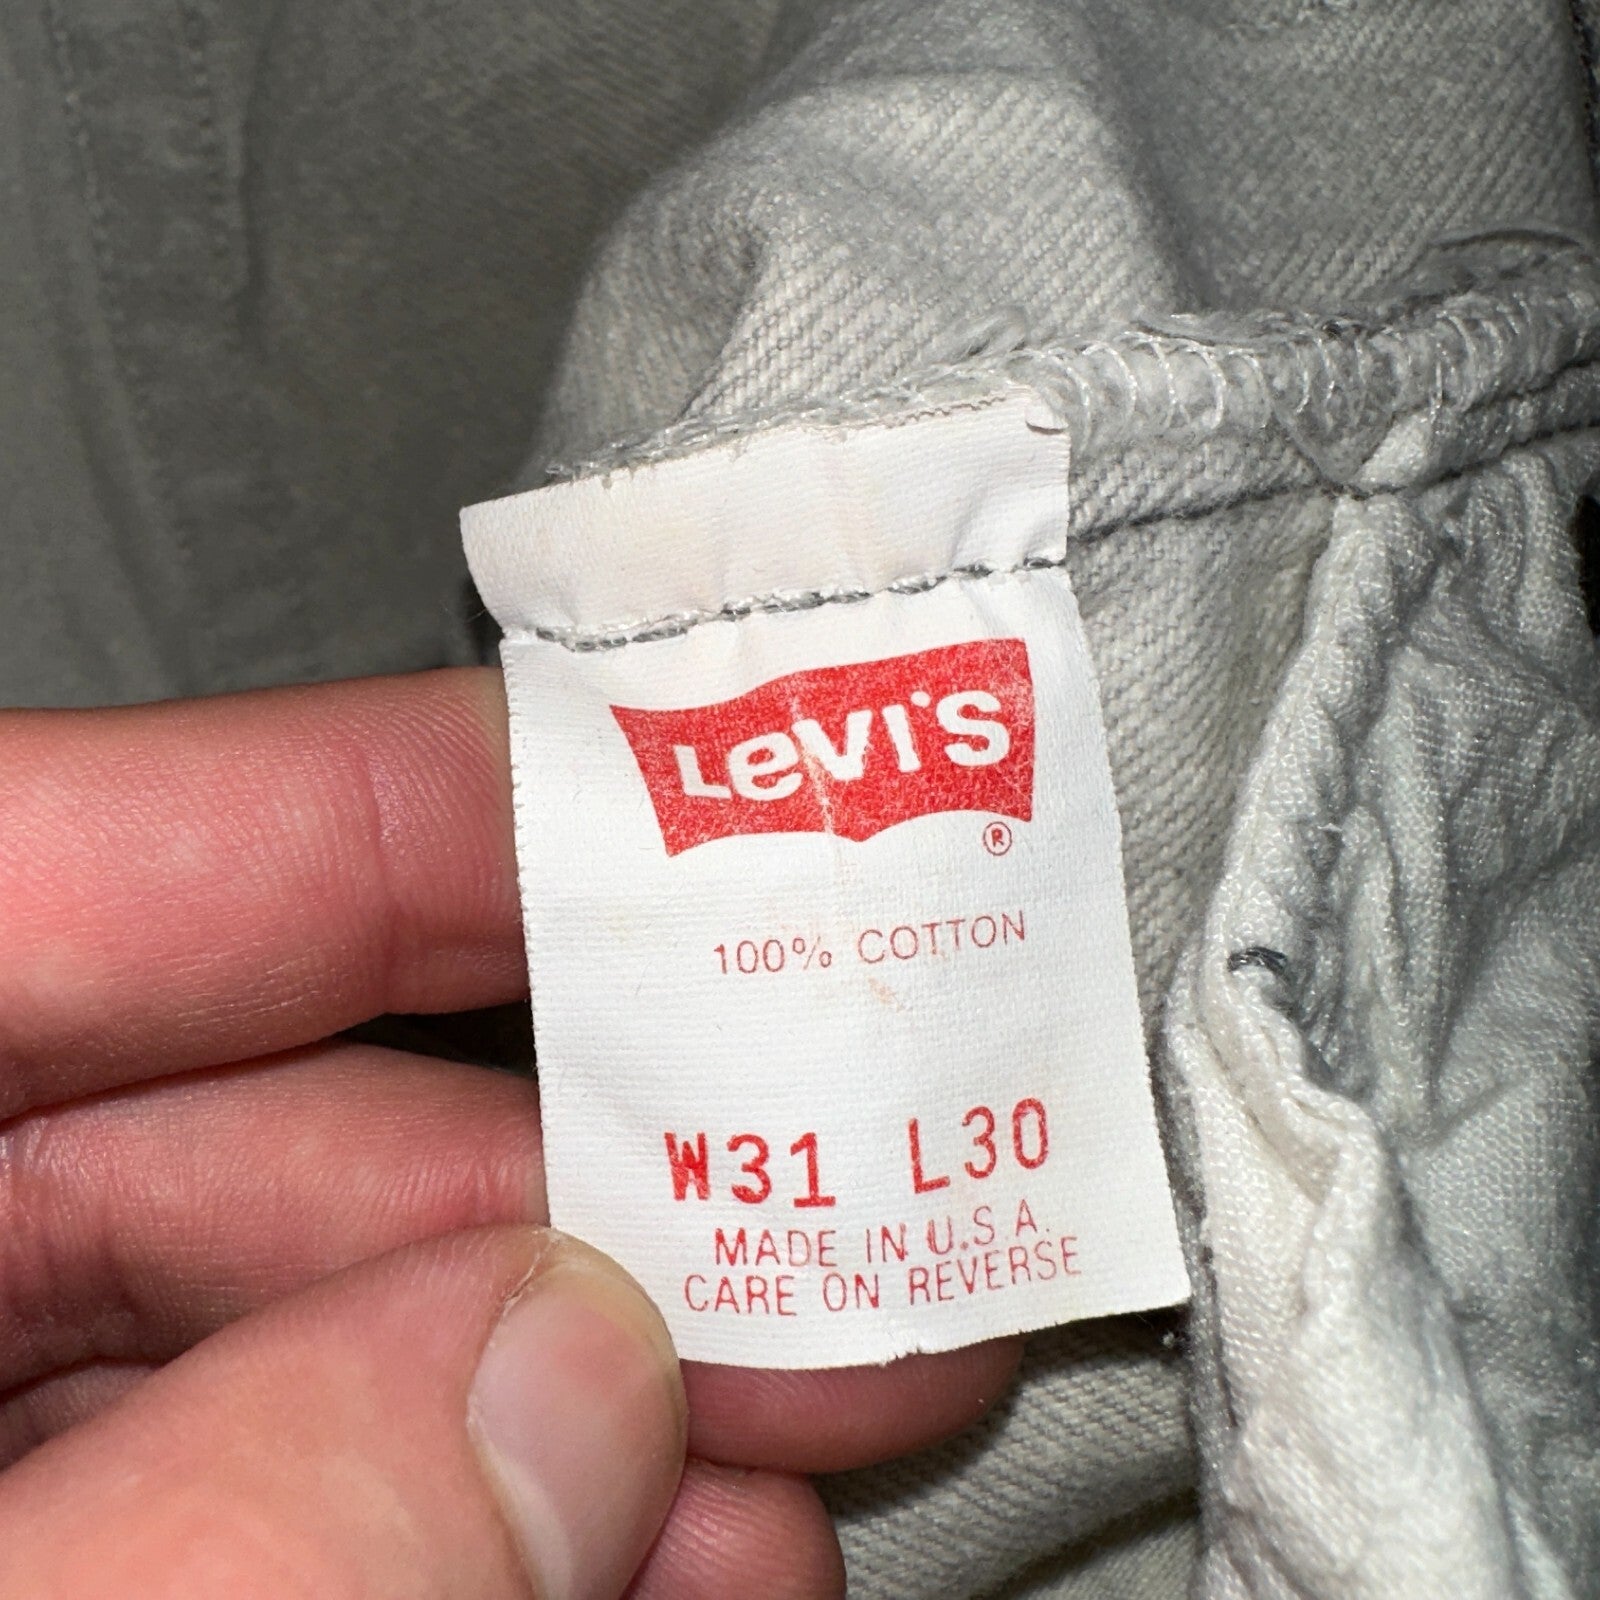 LEVI'S
®
100% COTTON
W31 L30
MADE IN U.S.A.
CARE ON REVERSE